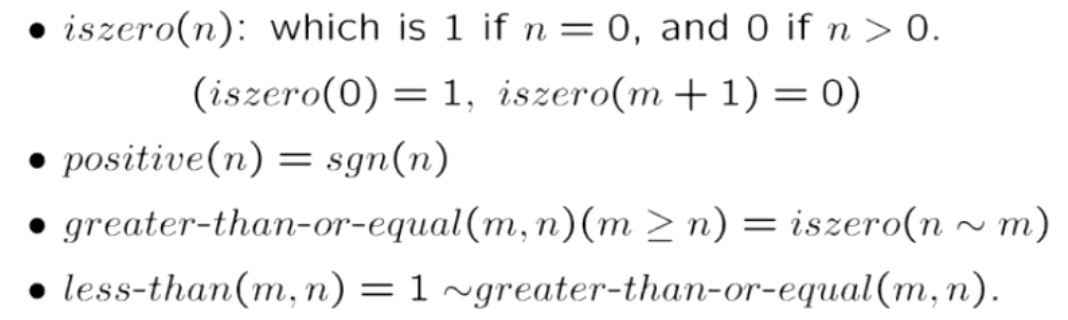 • iszero(n): which is 1 if n = 0, and 0 if n > 0.
(iszero(0) = 1, iszero(m + 1) = 0)
• positive(n) = sgn(n)
• greater-than-or-equal(m, n)(m ≥ n) = iszero(n ∼ m)
• less-than(m, n) = 1 ∼greater-than-or-equal(m, n).